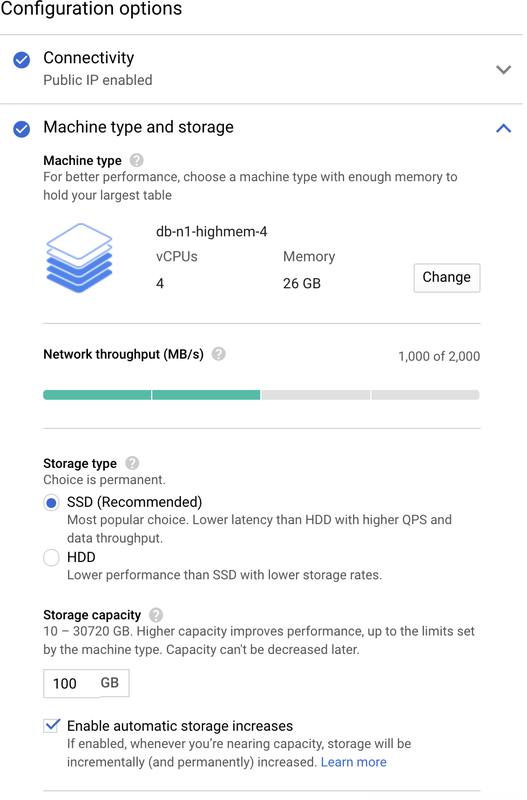 Configuration options
Connectivity
Public IP enabled
Machine type and storage
Machine type ?
For better performance, choose a machine type with enough memory to
hold your largest table
db-n1-highmem-4
vCPUs Memory
4 26 GB
Change
Network throughput (MB/s) ? 1,000 of 2,000
Storage type ?
Choice is permanent.
SSD (Recommended)
Most popular choice. Lower latency than HDD with higher QPS and
data throughput.
HDD
Lower performance than SSD with lower storage rates.
Storage capacity ?
10 – 30720 GB. Higher capacity improves performance, up to the limits set
by the machine type. Capacity can't be decreased later.
100 GB
Enable automatic storage increases
If enabled, whenever you're nearing capacity, storage will be
incrementally (and permanently) increased. Learn more